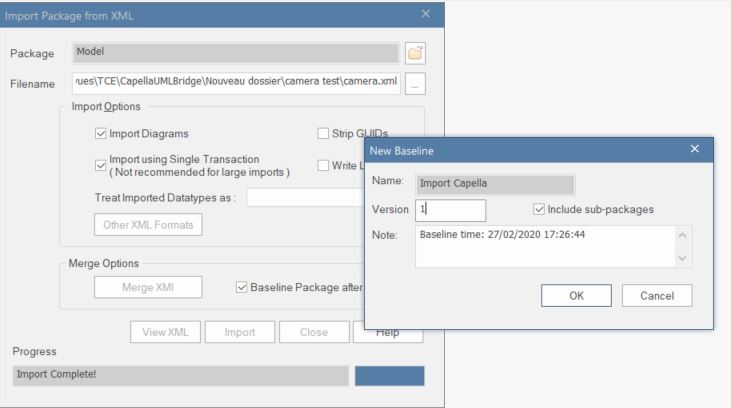 Import Package from XML
Package Model
Filename vues\TCE\CapellaUMLBridge\Nouveau dossier\camera test\camera.xml ...
Import Options
Import Diagrams
Strip GUIDs
Import using Single Transaction
( Not recommended for large imports )
Write L
Treat Imported Datatypes as :
Other XML Formats
Merge Options
Merge XMI
Baseline Package after
View XML Import Close Help
Progress
Import Complete!
New Baseline
Name: Import Capella
Version 1
Include sub-packages
Note: Baseline time: 27/02/2020 17:26:44
OK Cancel